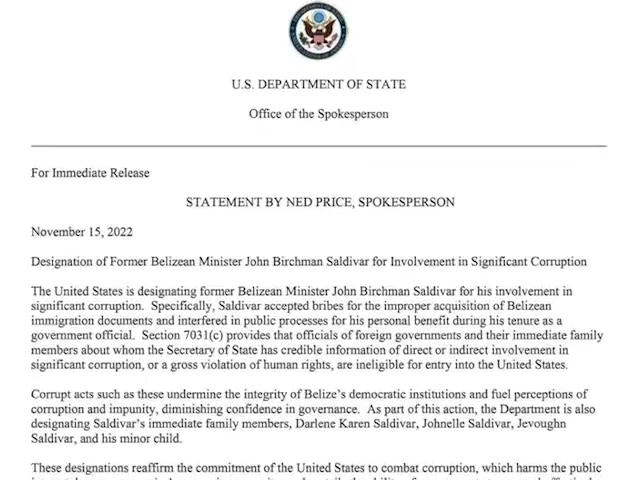 U.S. DEPARTMENT OF STATE
Office of the Spokesperson
For Immediate Release
STATEMENT BY NED PRICE, SPOKESPERSON
November 15, 2022
Designation of Former Belizean Minister John Birchman Saldivar for Involvement in Significant Corruption
The United States is designating former Belizean Minister John Birchman Saldivar for his involvement in
significant corruption.  Specifically, Saldivar accepted bribes for the improper acquisition of Belizean
immigration documents and interfered in public processes for his personal benefit during his tenure as a
government official.  Section 7031(c) provides that officials of foreign governments and their immediate family
members about whom the Secretary of State has credible information of direct or indirect involvement in
significant corruption, or a gross violation of human rights, are ineligible for entry into the United States.
Corrupt acts such as these undermine the integrity of Belize’s democratic institutions and fuel perceptions of
corruption and impunity, diminishing confidence in governance.  As part of this action, the Department is also
designating Saldivar’s immediate family members, Darlene Karen Saldivar, Johnelle Saldivar, Jevoughn
Saldivar, and his minor child.
These designations reaffirm the commitment of the United States to combat corruption, which harms the public